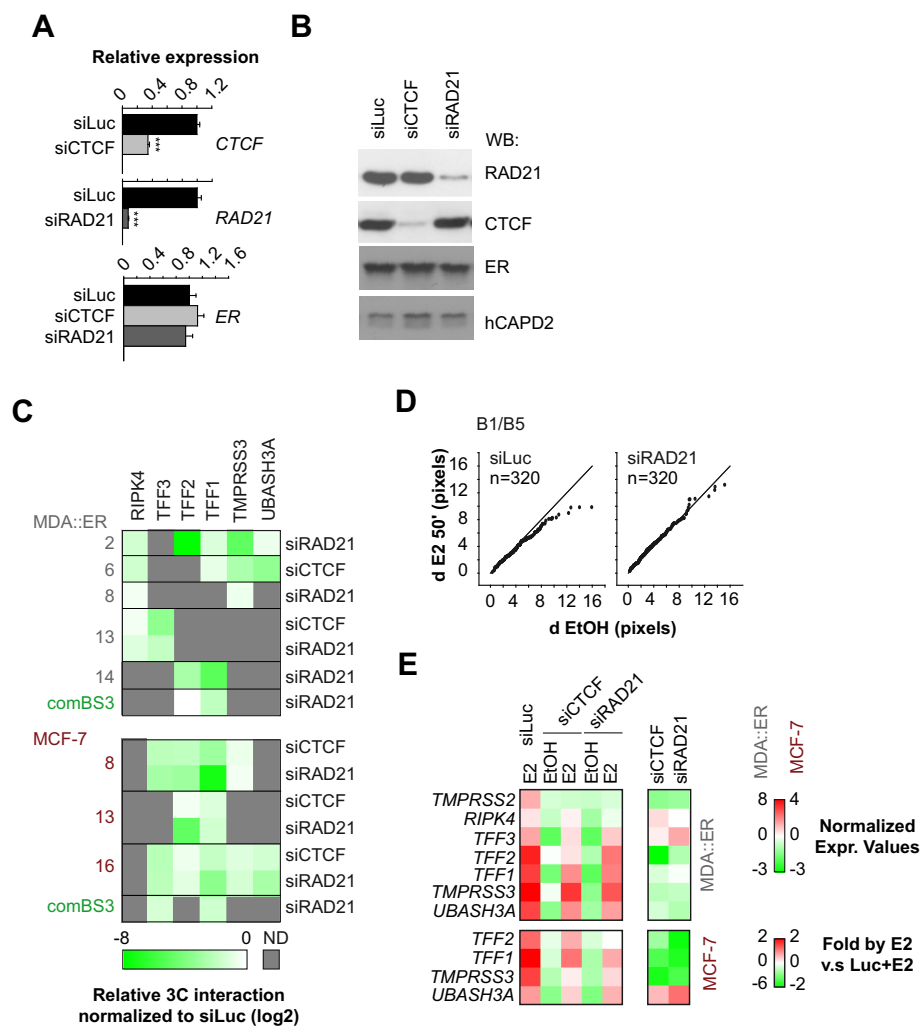 A
Relative expression
0 0.4 0.8 1.2
siLuc
siCTCF
***
CTCF
siLuc
siRAD21
***
RAD21
0 0.4 0.8 1.6
siLuc
siCTCF
siRAD21
ER
B
siLuc siCTCF siRAD21
WB:
RAD21
CTCF
ER
hCAPD2
C
RIPK4 TFF3 TFF2 TFF1 TMPRSS3 UBASH3A
MDA::ER
2 siRAD21
6 siCTCF
8 siRAD21
13 siCTCF
siRAD21
14 siRAD21
comBS3 siRAD21
MCF-7
8 siCTCF
siRAD21
13 siCTCF
siRAD21
16 siCTCF
siRAD21
comBS3 siRAD21
-8 0 ND
Relative 3C interaction
normalized to siLuc (log2)
D
B1/B5
siLuc
n=320
siRAD21
n=320
16
12
8
4
0
d E2 50' (pixels)
0 4 8 12 16 0 4 8 12 16
d EtOH (pixels)
E
siLuc siCTCF siRAD21
E2 EtOH E2 EtOH E2
siCTCF siRAD21
TMPRSS2
RIPK4
TFF3
TFF2
TFF1
TMPRSS3
UBASH3A
MDA::ER
TFF2
TFF1
TMPRSS3
UBASH3A
MCF-7
MDA::ER MCF-7
8 4
0 0
-3 -3
Normalized
Expr. Values
2 2
0 0
-6 -2
Fold by E2
v.s Luc+E2